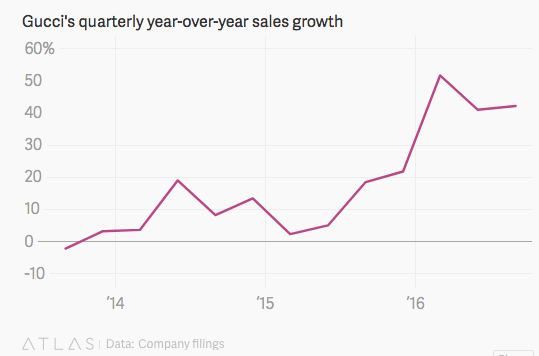 Gucci's quarterly year-over-year sales growth
60%
50
40
30
20
10
0
-10
'14 '15 '16
ATLAS | Data: Company filings